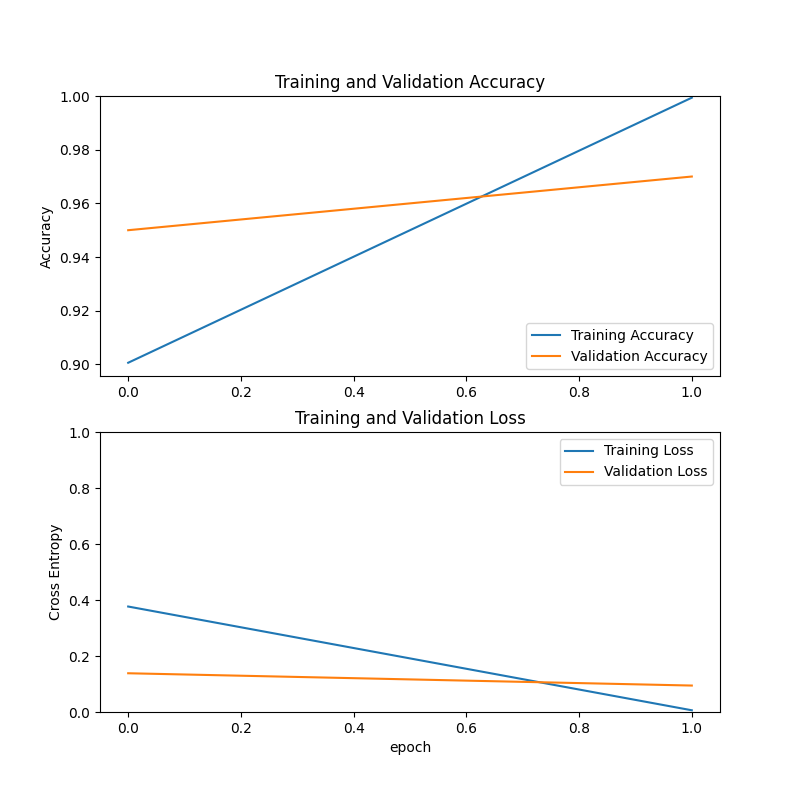 Training and Validation Accuracy
1.00
0.98
0.96
0.94
0.92
0.90
Accuracy
Training Accuracy
Validation Accuracy
0.0 0.2 0.4 0.6 0.8 1.0
Training and Validation Loss
1.0
0.8
0.6
0.4
0.2
0.0
Cross Entropy
Training Loss
Validation Loss
0.0 0.2 0.4 0.6 0.8 1.0
epoch